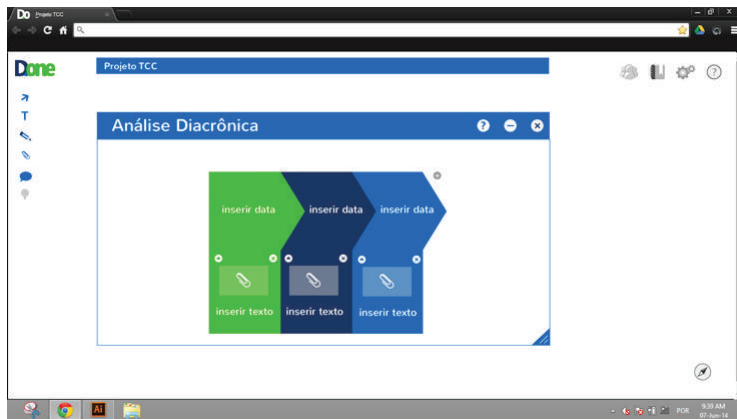 Do Projeto TCC
Done
Projeto TCC
T
Análise Diacrônica
inserir data
inserir data
inserir data
inserir texto
inserir texto
inserir texto
Ai
POR
9:39 AM
07-Jun-14